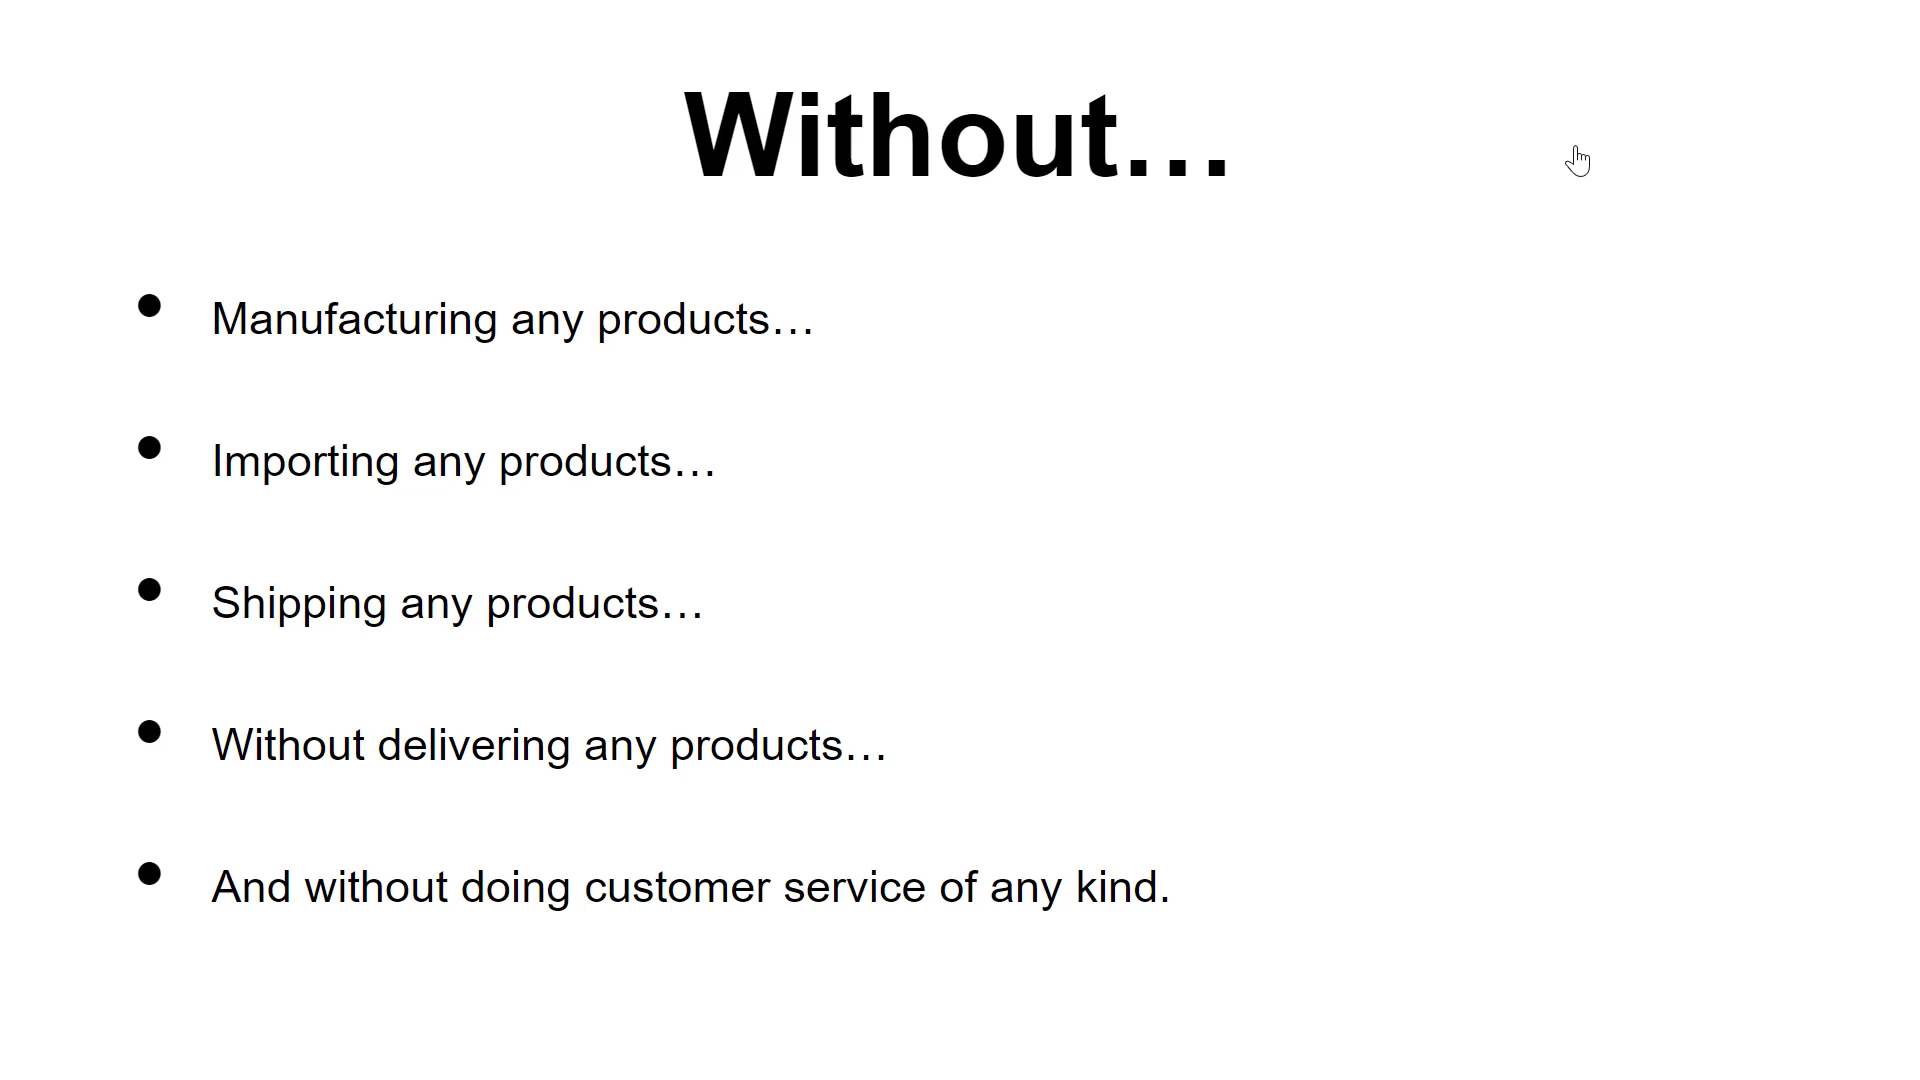 Without…
• Manufacturing any products…
• Importing any products…
• Shipping any products…
• Without delivering any products…
• And without doing customer service of any kind.